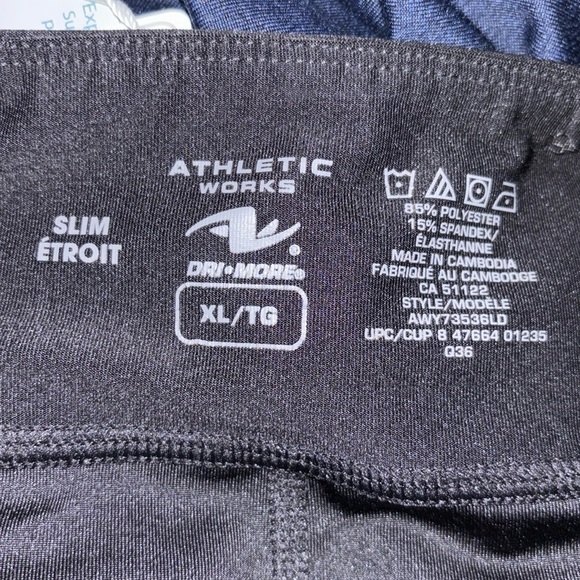 ATHLETIC
WORKS
SLIM
ÉTROIT
DRI•MORE®
XL/TG
85% POLYESTER
15% SPANDEX/
ÉLASTHANNE
MADE IN CAMBODIA
FABRIQUÉ AU CAMBODGE
CA 51122
STYLE/MODÈLE
AWY73536LD
UPC/CUP 8 47664 01235
Q36